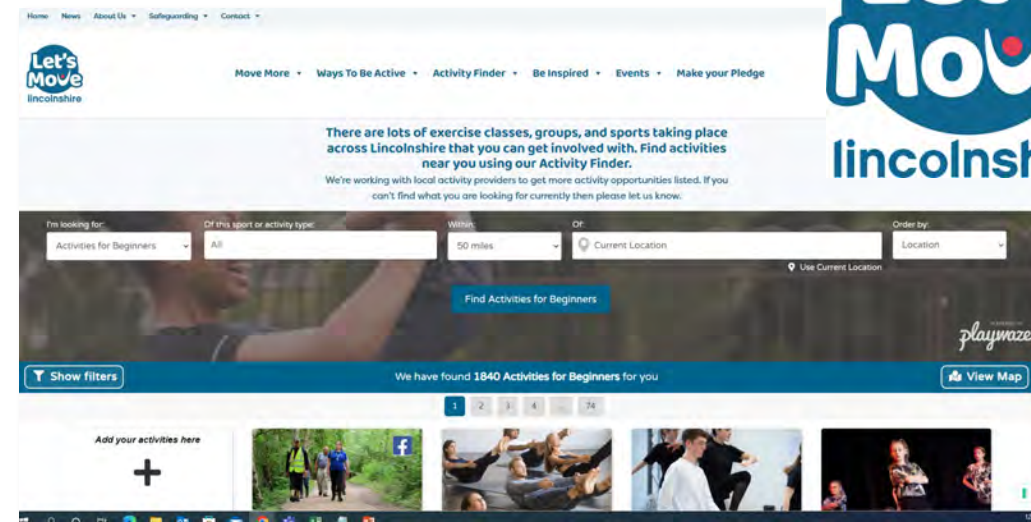 Home News About Us Safeguarding Contact
Let's
Move
lincolnshire
Move More Ways To Be Active Activity Finder Be Inspired Events Make your Pledge
Move
lincolnsh
There are lots of exercise classes, groups, and sports taking place
across Lincolnshire that you can get involved with. Find activities
near you using our Activity Finder.
We're working with local activity providers to get more activity opportunities listed. If you
can't find what you are looking for currently then please let us know.
I'm looking for: Of this sport or activity type: Within: Of: Order by:
Activities for Beginners All 50 miles Current Location Location
Use Current Location
Find Activities for Beginners
playwaze
Show filters We have found 1840 Activities for Beginners for you View Map
1 2 3 4 ... 74
Add your activities here